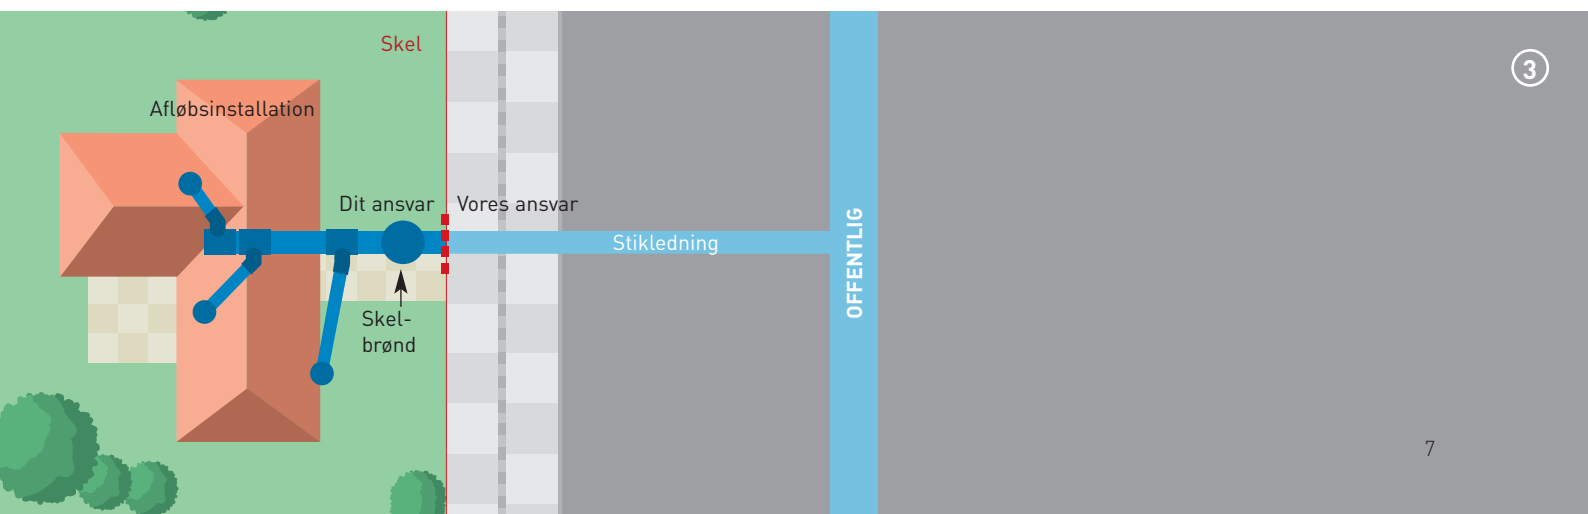 Skel
3
Afløbsinstallation
Dit ansvar
Vores ansvar
Stikledning
OFFENTLIG
Skel-
brønd
7